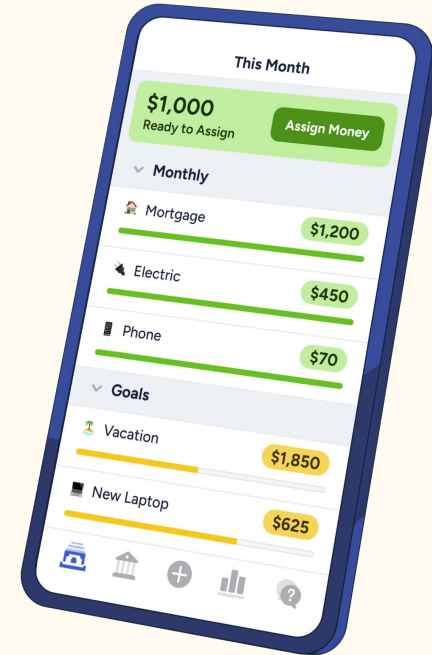 This Month
$1,000
Ready to Assign
Assign Money
Monthly
Mortgage
$1,200
Electric
$450
Phone
$70
Goals
Vacation
$1,850
New Laptop
$625
?